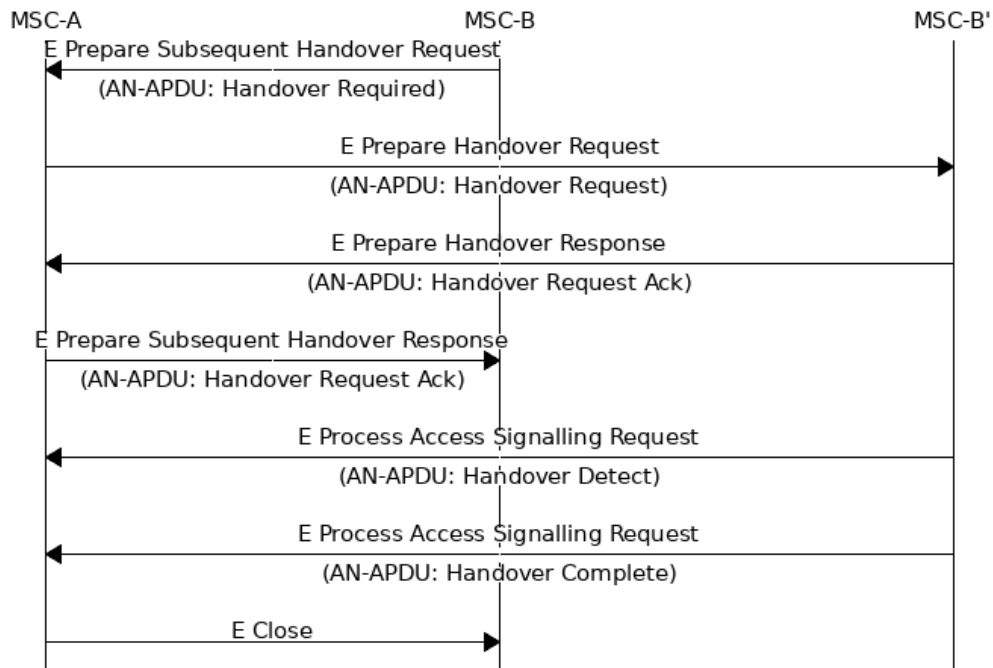 MSC-A MSC-B MSC-B'
E Prepare Subsequent Handover Request
(AN-APDU: Handover Required)
E Prepare Handover Request
(AN-APDU: Handover Request)
E Prepare Handover Response
(AN-APDU: Handover Request Ack)
E Prepare Subsequent Handover Response
(AN-APDU: Handover Request Ack)
E Process Access Signalling Request
(AN-APDU: Handover Detect)
E Process Access Signalling Request
(AN-APDU: Handover Complete)
E Close